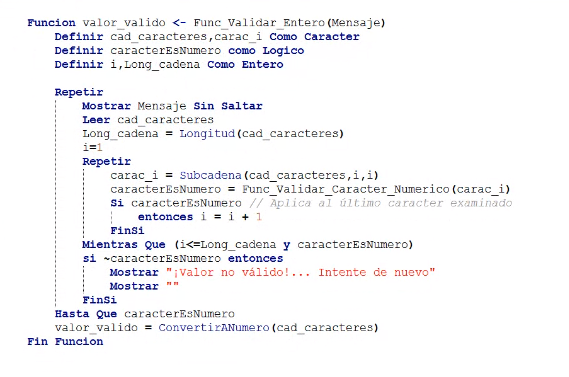 Funcion valor_valido <- Func_Validar_Entero(Mensaje)
Definir cad_caracteres,carac_i Como Caracter
Definir caracterEsNumero como Logico
Definir i,Long_cadena Como Entero
Repetir
Mostrar Mensaje Sin Saltar
Leer cad_caracteres
Long_cadena = Longitud(cad_caracteres)
i=1
Repetir
carac_i = Subcadena(cad_caracteres,i,i)
caracterEsNumero = Func_Validar_Caracter_Numerico(carac_i)
Si caracterEsNumero // Aplica al último caracter examinado
entonces i = i + 1
FinSi
Mientras Que (i<=Long_cadena y caracterEsNumero)
si ~caracterEsNumero entonces
Mostrar "¡Valor no válido!... Intente de nuevo"
Mostrar ""
FinSi
Hasta Que caracterEsNumero
valor_valido = ConvertirANumero(cad_caracteres)
Fin Funcion